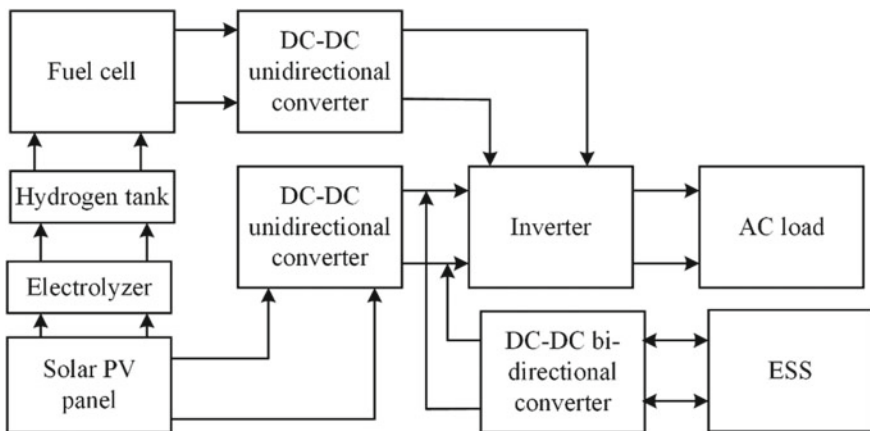 Fuel cell
DC-DC
unidirectional
converter
Hydrogen tank
DC-DC
unidirectional
converter
Inverter
AC load
Electrolyzer
Solar PV
panel
DC-DC bi-
directional
converter
ESS